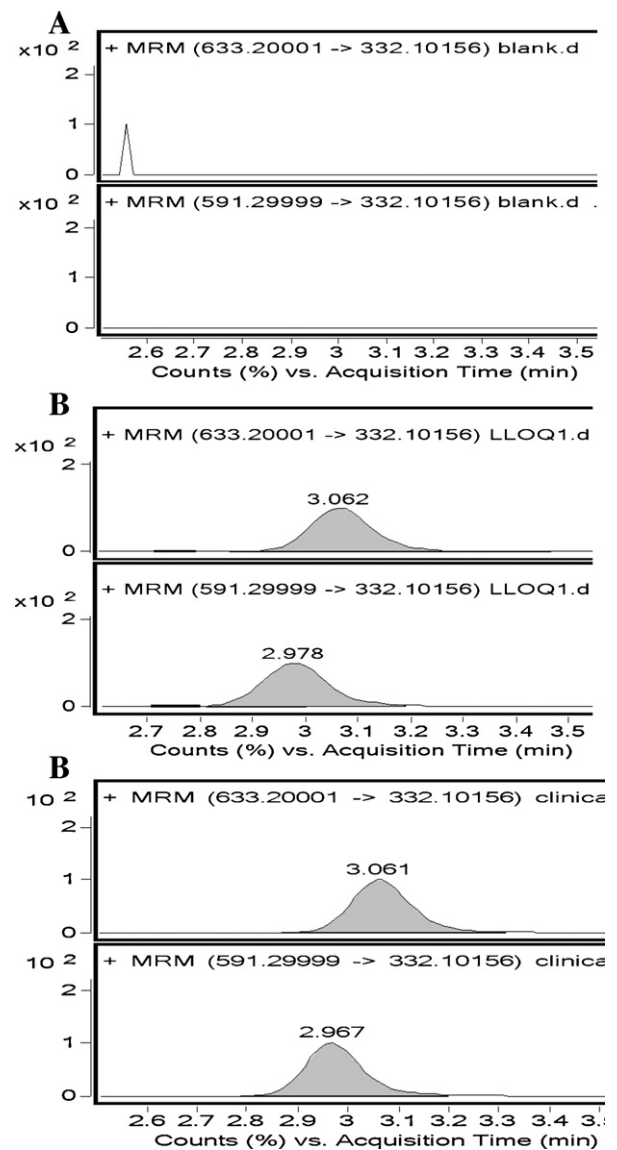 A
x10 2 + MRM (633.20001 -> 332.10156) blank.d
2
1
0
x10 2 + MRM (591.29999 -> 332.10156) blank.d .
2
1
0
2.6 2.7 2.8 2.9 3 3.1 3.2 3.3 3.4 3.5
Counts (%) vs. Acquisition Time (min)
B
+ MRM (633.20001 -> 332.10156) LLOQ1.d
x10 2
2
3.062
0
+ MRM (591.29999 -> 332.10156) LLOQ1.d
x10 2
2
2.978
0
2.7 2.8 2.9 3 3.1 3.2 3.3 3.4 3.5
Counts (%) vs. Acquisition Time (min)
B
10 2 + MRM (633.20001 -> 332.10156) clinica
2
3.061
1
0
10 2 + MRM (591.29999 -> 332.10156) clinica
2
2.967
1
0
2.6 2.7 2.8 2.9 3 3.1 3.2 3.3 3.4 3.5
Counts (%) vs. Acquisition Time (min)